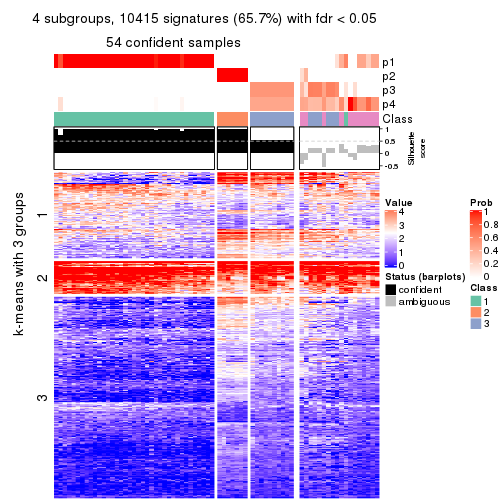 4 subgroups, 10415 signatures (65.7%) with fdr < 0.05
54 confident samples
p1
p2
p3
p4
Class
1
0.5
0
-0.5
Silhouette
score
k-means with 3 groups
1
2
3
Value
4
3
2
1
0
Status (barplots)
confident
ambiguous
Prob
1
0.8
0.6
0.4
0.2
0
Class
1
2
3